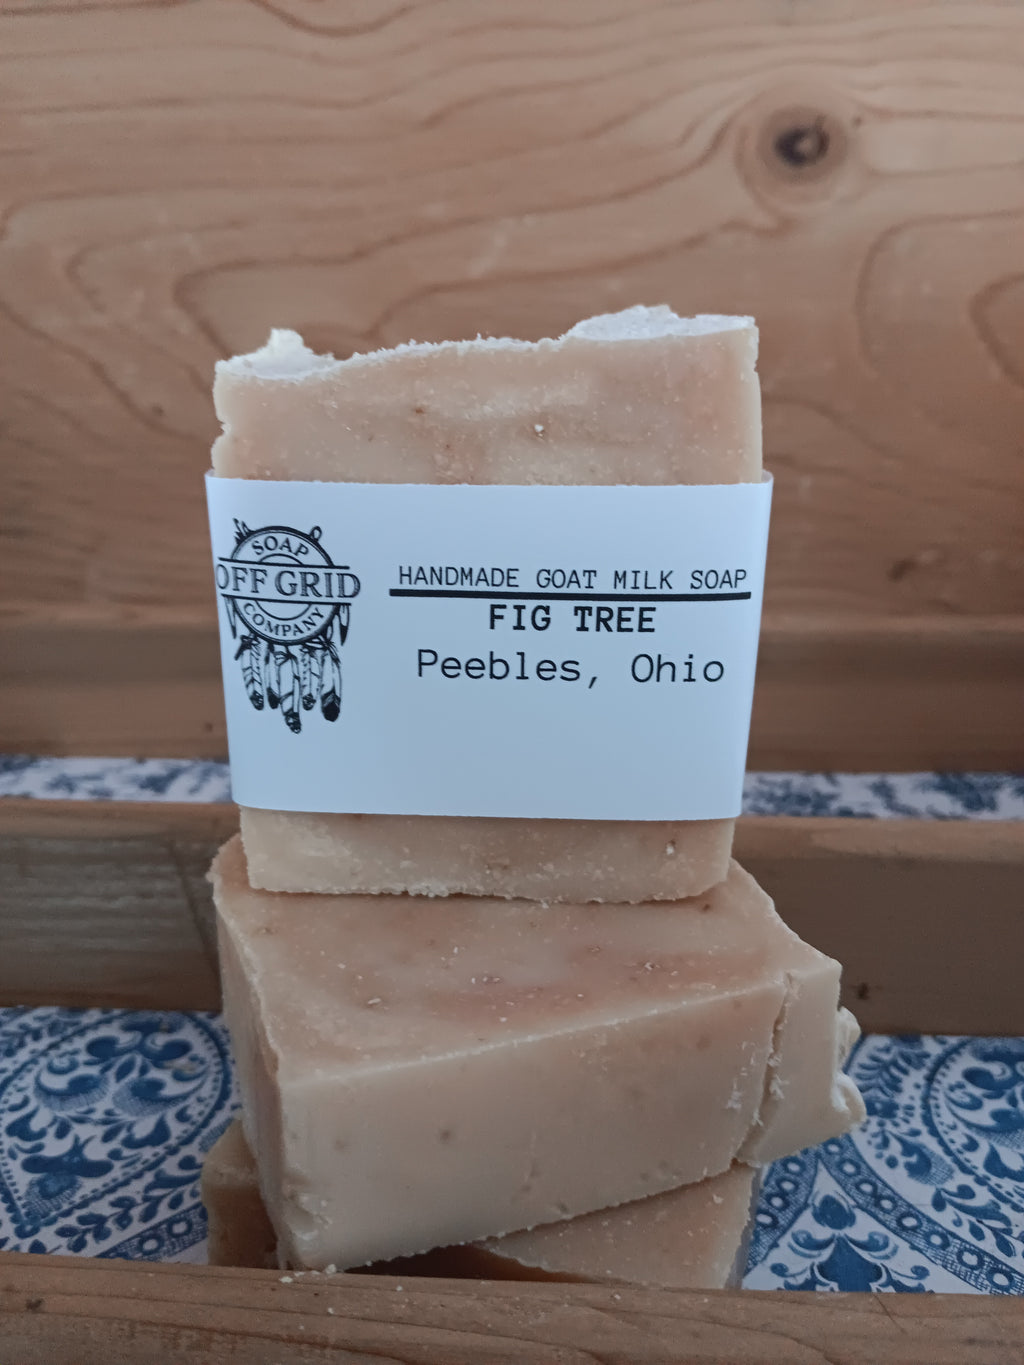 SOAP
OFF GRID
COMPANY
HANDMADE GOAT MILK SOAP
FIG TREE
Peebles, Ohio